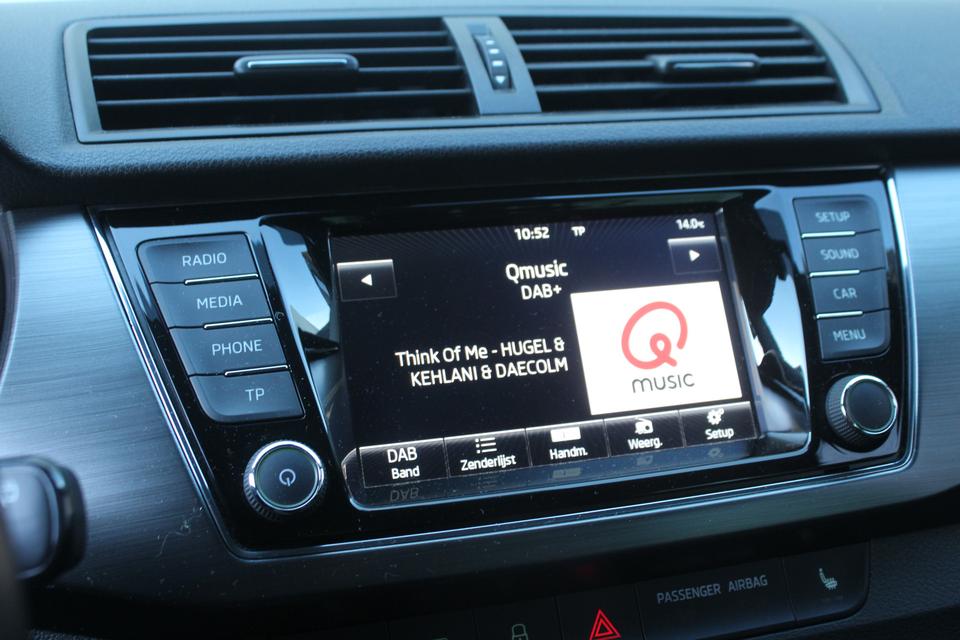 10:52 TP 14.0°C
Qmusic
DAB+
Think Of Me - HUGEL &
KEHLANI & DAECOLM
MUSIC
DAB
Band
Zenderlijst
Handm.
Weerg.
Setup
RADIO
MEDIA
PHONE
TP
SETUP
SOUND
CAR
MENU
PASSENGER AIRBAG